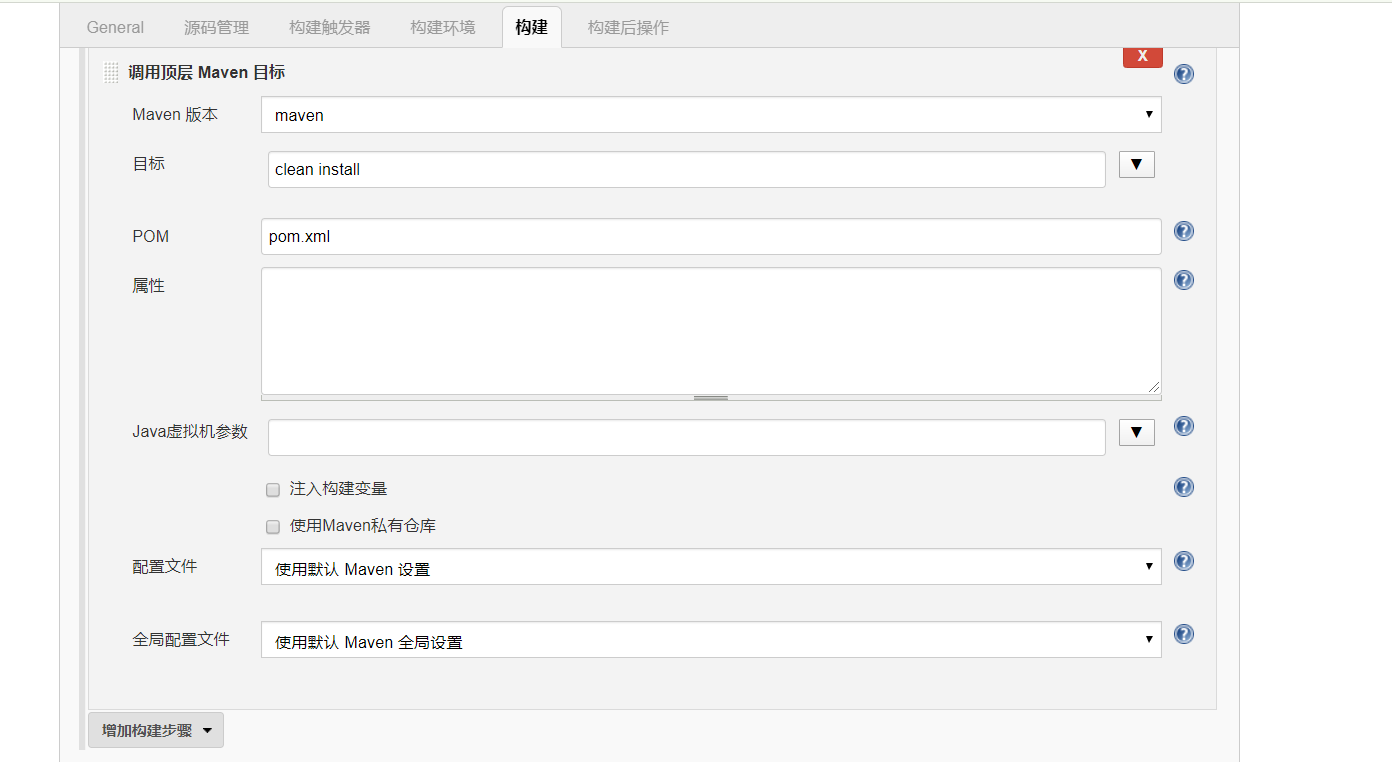 General 源码管理 构建触发器 构建环境 构建 构建后操作
X
调用顶层 Maven 目标
Maven 版本 maven
目标 clean install
POM pom.xml
属性
Java虚拟机参数
注入构建变量
使用Maven私有仓库
配置文件 使用默认 Maven 设置
全局配置文件 使用默认 Maven 全局设置
增加构建步骤